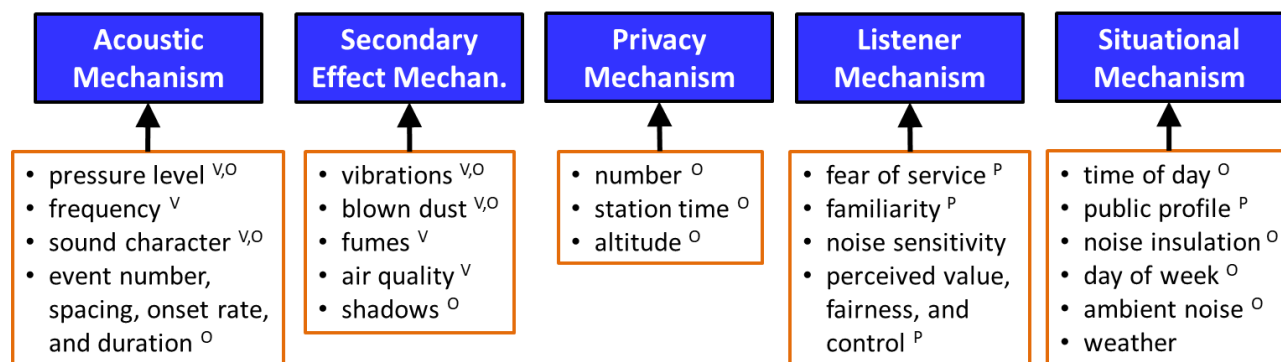 Acoustic
Mechanism
• pressure level V,O
• frequency V
• sound character V,O
• event number,
spacing, onset rate,
and duration O
Secondary
Effect Mechan.
• vibrations V,O
• blown dust V,O
• fumes V
• air quality V
• shadows O
Privacy
Mechanism
• number O
• station time O
• altitude O
Listener
Mechanism
• fear of service P
• familiarity P
• noise sensitivity
• perceived value,
fairness, and
control P
Situational
Mechanism
• time of day O
• public profile P
• noise insulation O
• day of week O
• ambient noise O
• weather